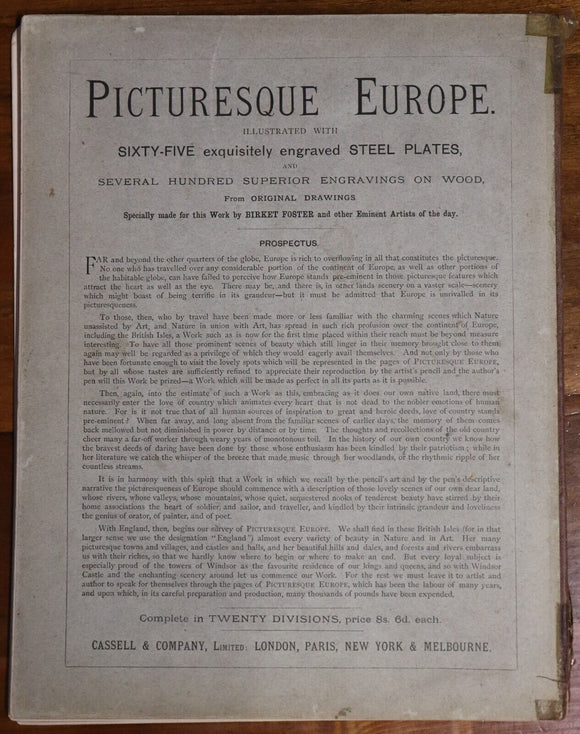 PICTURESQUE EUROPE.
ILLUSTRATED WITH
SIXTY-FIVE exquisitely engraved STEEL PLATES,
AND
SEVERAL HUNDRED SUPERIOR ENGRAVINGS ON WOOD,
From ORIGINAL DRAWINGS
Specially made for this Work by BIRKET FOSTER and other Eminent Artists of the day.
PROSPECTUS.
FAR and beyond the other quarters of the globe, Europe is rich to overflowing in all that constitutes the picturesque.
No one who has travelled over any considerable portion of the continent of Europe, as well as other portions of
the habitable globe, can have failed to perceive how Europe stands pre-eminent in those picturesque features which
attract the heart as well as the eye. There may be, and there is, in other lands scenery on a vaster scale—scenery
which might boast of being terrific in its grandeur—but it must be admitted that Europe is unrivalled in its
picturesqueness.
To those, then, who by travel have been made more or less familiar with the charming scenes which Nature
unassisted by Art, and Nature in union with Art, has spread in such rich profusion over the continent of Europe,
including the British Isles, a Work such as is now for the first time placed within their reach must be beyond measure
interesting. To have all those prominent scenes of beauty which still linger in their memory brought close to them
again may well be regarded as a privilege of which they would eagerly avail themselves. And not only by those who
have been fortunate enough to visit the lovely spots which will be represented in the pages of PICTURESQUE EUROPE,
but by all whose tastes are sufficiently refined to appreciate their reproduction by the artist's pencil and the author's
pen will this Work be prized—a Work which will be made as perfect in all its parts as it is possible.
Then, again, into the estimate of such a Work as this, embracing as it does our own native land, there must
necessarily enter the love of country which animates every heart that is not dead to the nobler emotions of human
nature. For is it not true that of all human sources of inspiration to great and heroic deeds, love of country stands
pre-eminent? When far away, and long absent from the familiar scenes of earlier days, the memory of them comes
back mellowed but not diminished in power by distance or by time. The thoughts and recollections of the old country
cheer many a far-off worker through weary years of monotonous toil. In the history of our own country we know how
the bravest deeds of daring have been done by those whose enthusiasm has been kindled by their patriotism; while in
her literature we catch the whisper of the breeze that made music through her woodlands, or the rhythmic ripple of her
countless streams.
It is in harmony with this spirit that a Work in which we recall by the pencil's art and by the pen's descriptive
narrative the picturesqueness of Europe should commence with a description of those lovely scenes of our own dear land,
whose rivers, whose valleys, whose mountains, whose quiet, sequestered nooks of tenderest beauty have stirred by their
home associations the heart of soldier and sailor, and traveller, and kindled by their intrinsic grandeur and loveliness
the genius of orator, of painter, and of poet.
With England, then, begins our survey of PICTURESQUE EUROPE. We shall find in these British Isles (for in that
larger sense we use the designation "England") almost every variety of beauty in Nature and in Art. Her many
picturesque towns and villages, and castles and halls, and her beautiful hills and dales, and forests and rivers embarrass
us with their riches, so that we hardly know where to begin or where to make an end. But every loyal subject is
especially proud of the towers of Windsor as the favourite residence of our kings and queens, and so with Windsor
Castle and the enchanting scenery around let us commence our Work. For the rest we must leave it to artist and
author to speak for themselves through the pages of PICTURESQUE EUROPE, which has been the labour of many years,
and upon which, in its careful preparation and production, many thousands of pounds have been expended.
Complete in TWENTY DIVISIONS, price 8s. 6d. each.
CASSELL & COMPANY, LIMITED: LONDON, PARIS, NEW YORK & MELBOURNE.